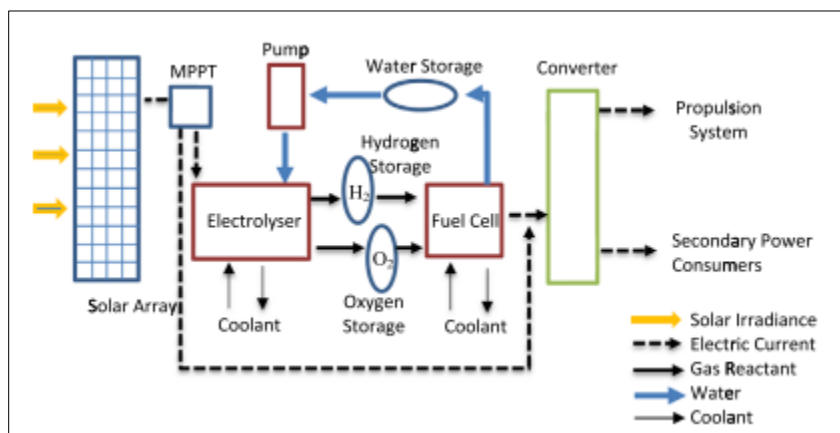 Pump
MPPT
Water Storage
Converter
Propulsion
System
Hydrogen
Storage
H2
Electrolyser
Fuel Cell
O2
Secondary Power
Consumers
Solar Array
Coolant
Oxygen
Storage
Coolant
Solar Irradiance
Electric Current
Gas Reactant
Water
Coolant